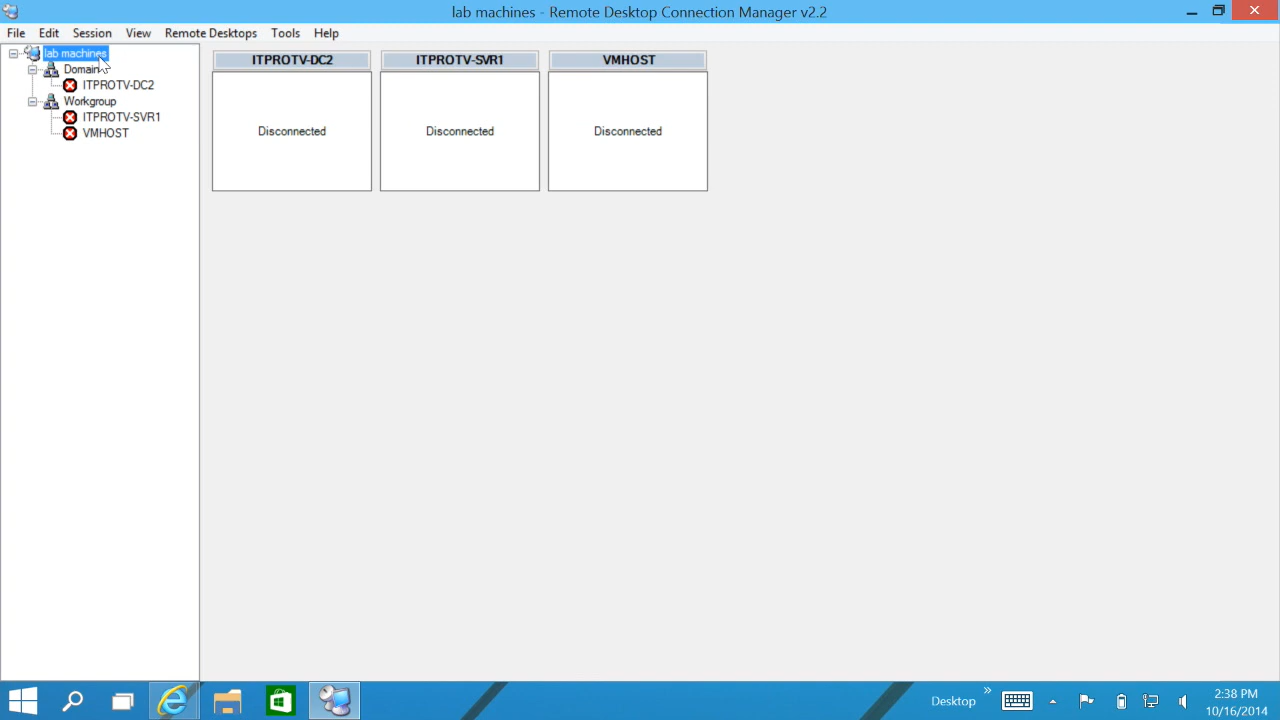 lab machines - Remote Desktop Connection Manager v2.2
File Edit Session View Remote Desktops Tools Help
lab machines
Domain
ITPROTV-DC2
Workgroup
ITPROTV-SVR1
VMHOST
ITPROTV-DC2 ITPROTV-SVR1 VMHOST
Disconnected Disconnected Disconnected
Desktop
2:38 PM
10/16/2014